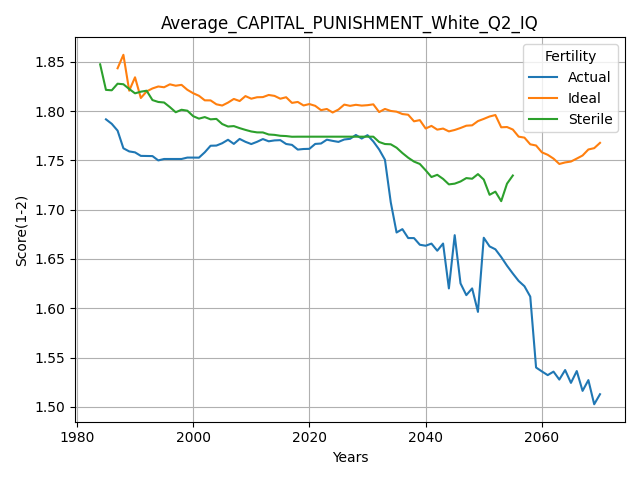 Average_CAPITAL_PUNISHMENT_White_Q2_IQ
Fertility
Actual
Ideal
Sterile
Score(1-2)
1.85
1.80
1.75
1.70
1.65
1.60
1.55
1.50
1980
2000
2020
2040
2060
Years